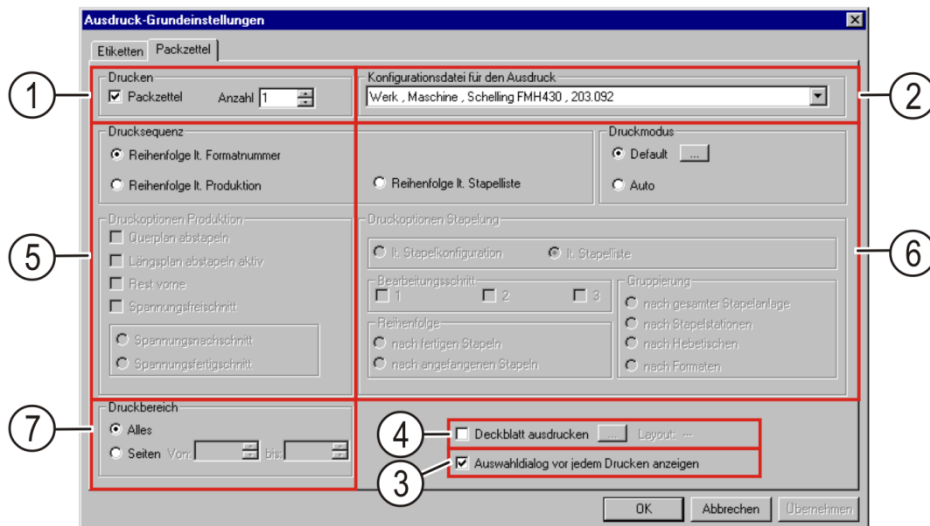 Ausdruck-Grundeinstellungen
Etiketten Packzettel
1
Drucken
Packzettel Anzahl 1
Konfigurationsdatei für den Ausdruck
Werk , Maschine , Schelling FMH430 , 203.092
2
Drucksequenz
Reihenfolge lt. Formatnummer
Reihenfolge lt. Produktion
Reihenfolge lt. Stapelliste
Druckmodus
Default ...
Auto
5
Druckoptionen Produktion
Querplan abstapeln
Längsplan abstapeln aktiv
Rest vorne
Spannungsfreischnitt
Spannungsnachschnitt
Spannungsfertigschnitt
Druckoptionen Stapelung
lt. Stapelkonfiguration lt. Stapelliste
Bearbeitungsschritt
1 2 3
Reihenfolge
nach fertigen Stapeln
nach angefangenen Stapeln
Gruppierung
nach gesamter Stapelanlage
nach Stapelstationen
nach Hebetischen
nach Formaten
6
7
Druckbereich
Alles
Seiten Von: bis:
4
Deckblatt ausdrucken ... Layout: ---
3
Auswahldialog vor jedem Drucken anzeigen
OK Abbrechen Übernehmen